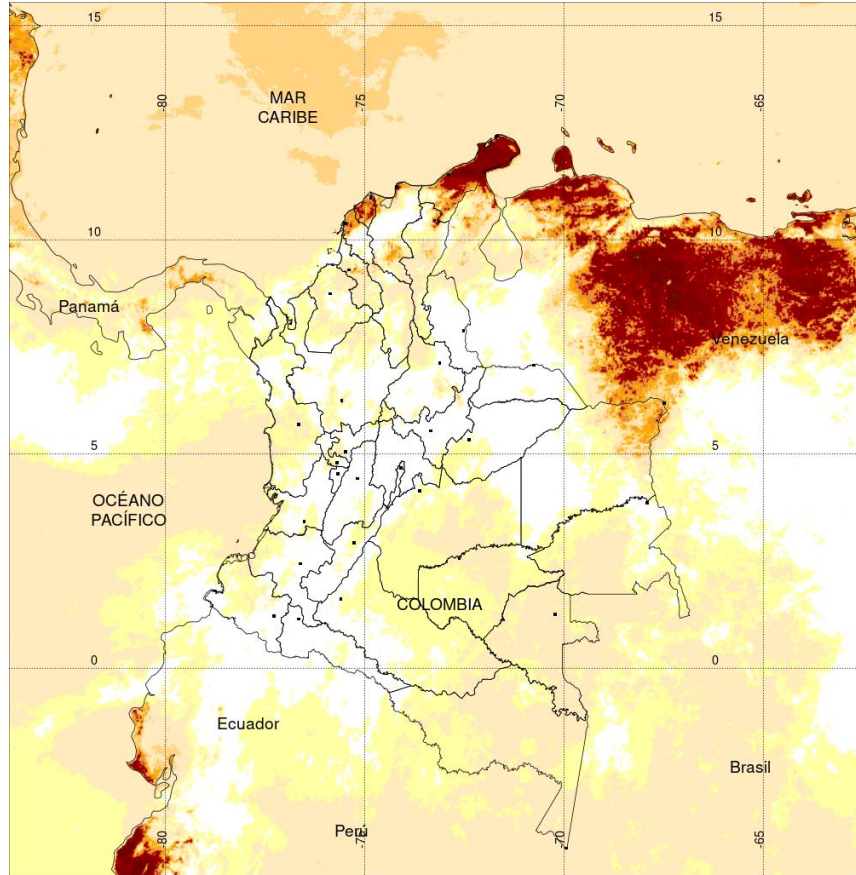 15
15
-80
-75
-70
-65
MAR
CARIBE
10
10
Panamá
Venezuela
5
5
OCÉANO
PACÍFICO
COLOMBIA
0
0
Ecuador
Brasil
Perú
-80
-75
-70
-65